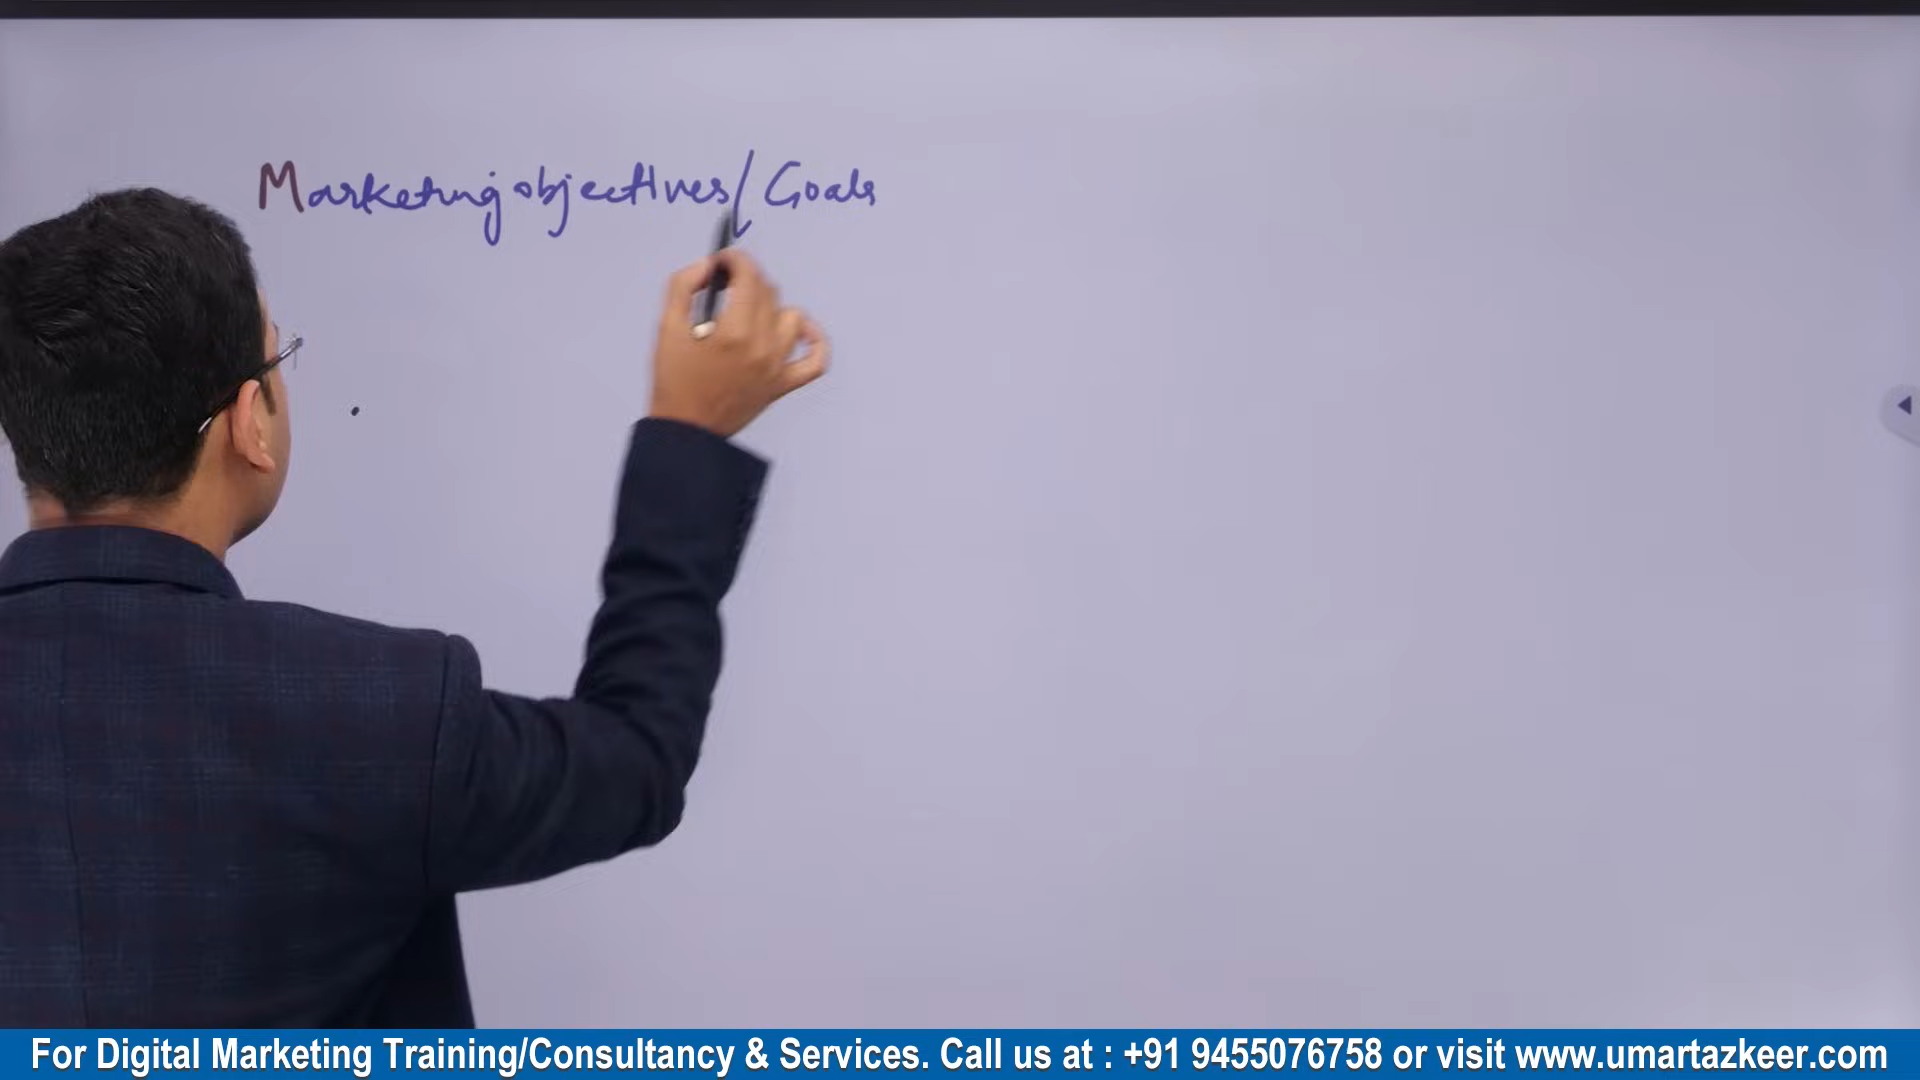 Marketing objectives/Goals
For Digital Marketing Training/Consultancy & Services. Call us at : +91 9455076758 or visit www.umartazkeer.com